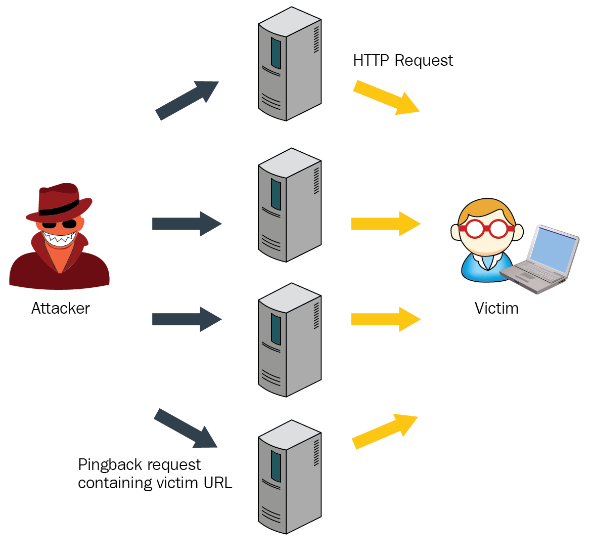 HTTP Request
Attacker
Victim
Pingback request
containing victim URL